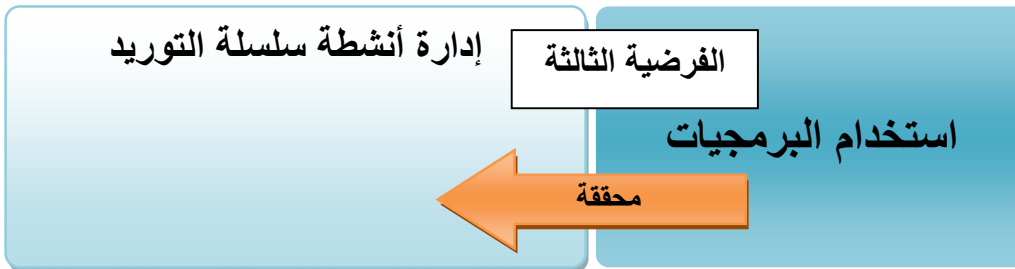 إدارة أنشطة سلسلة التوريد
الفرضية الثالثة
استخدام البرمجيات
محققة